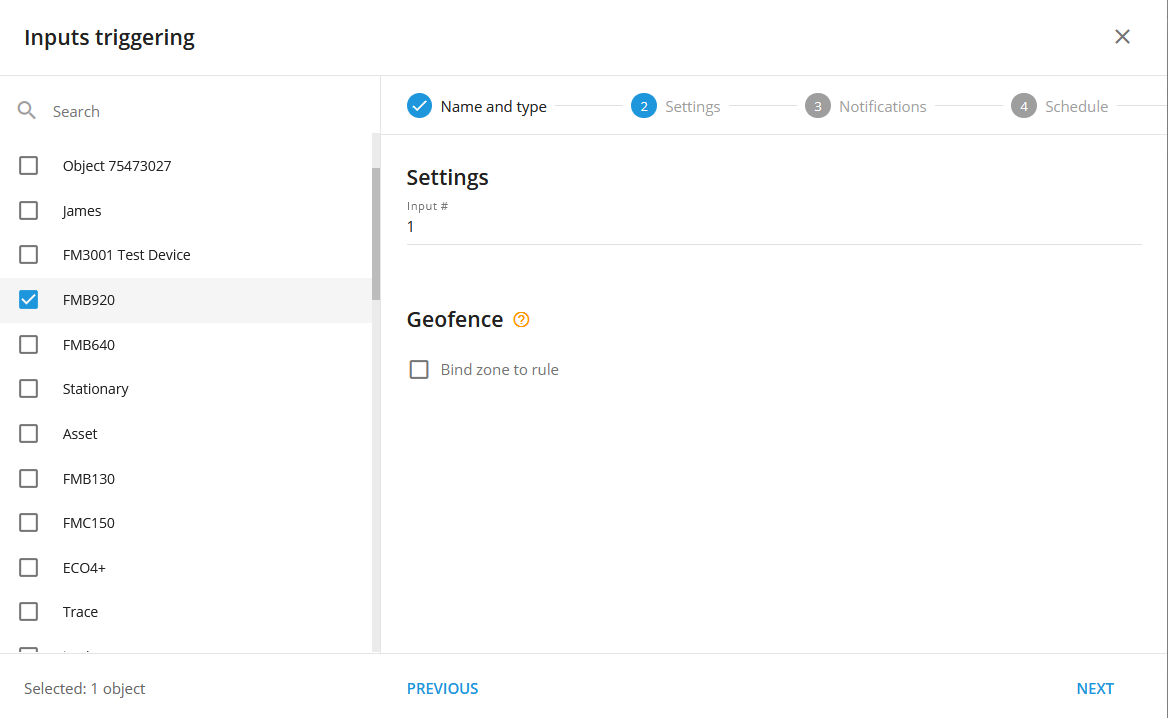 Inputs triggering
Search
Object 75473027
James
FM3001 Test Device
FMB920
FMB640
Stationary
Asset
FMB130
FMC150
ECO4+
Trace
Selected: 1 object
Name and type
2 Settings
3 Notifications
4 Schedule
Settings
Input #
1
Geofence ?
Bind zone to rule
PREVIOUS
NEXT